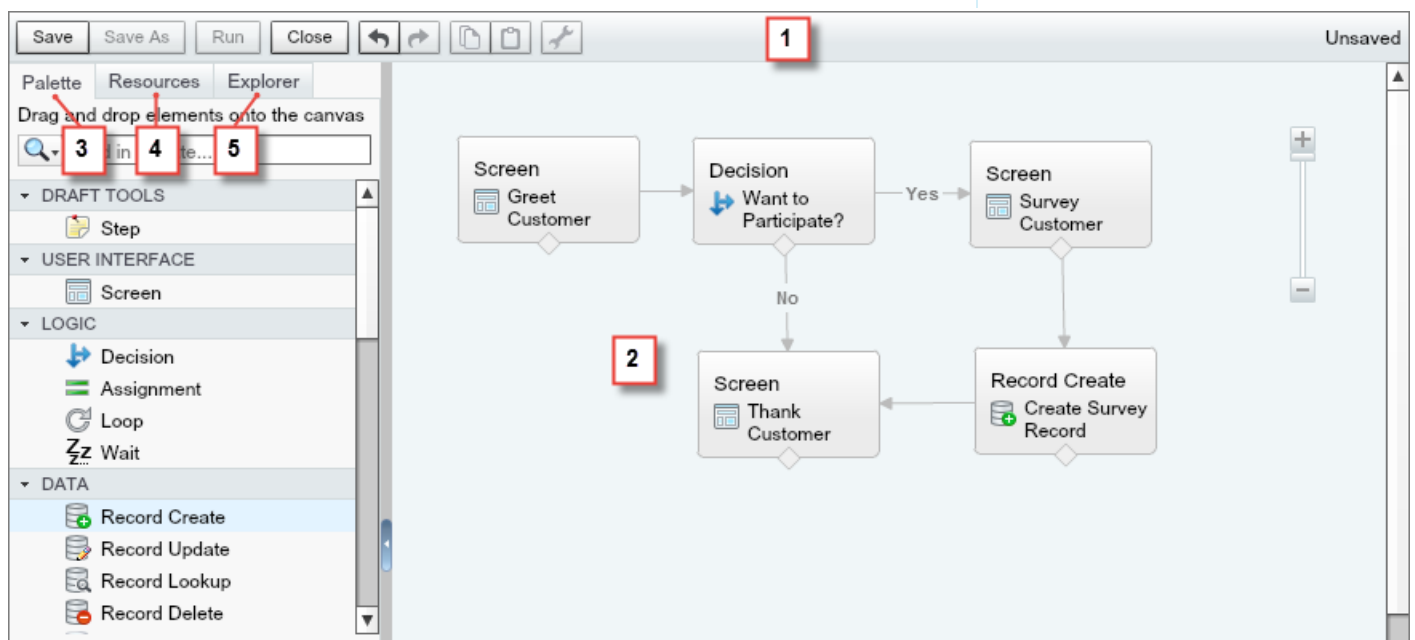 Save Save As Run Close 1 Unsaved
Palette Resources Explorer
Drag and drop elements onto the canvas
3 in 4 te... 5
DRAFT TOOLS
Step
USER INTERFACE
Screen
LOGIC
Decision
Assignment
Loop
Wait
DATA
Record Create
Record Update
Record Lookup
Record Delete
Screen
Greet
Customer
Decision
Want to
Participate?
Yes
Screen
Survey
Customer
No
2
Screen
Thank
Customer
Record Create
Create Survey
Record